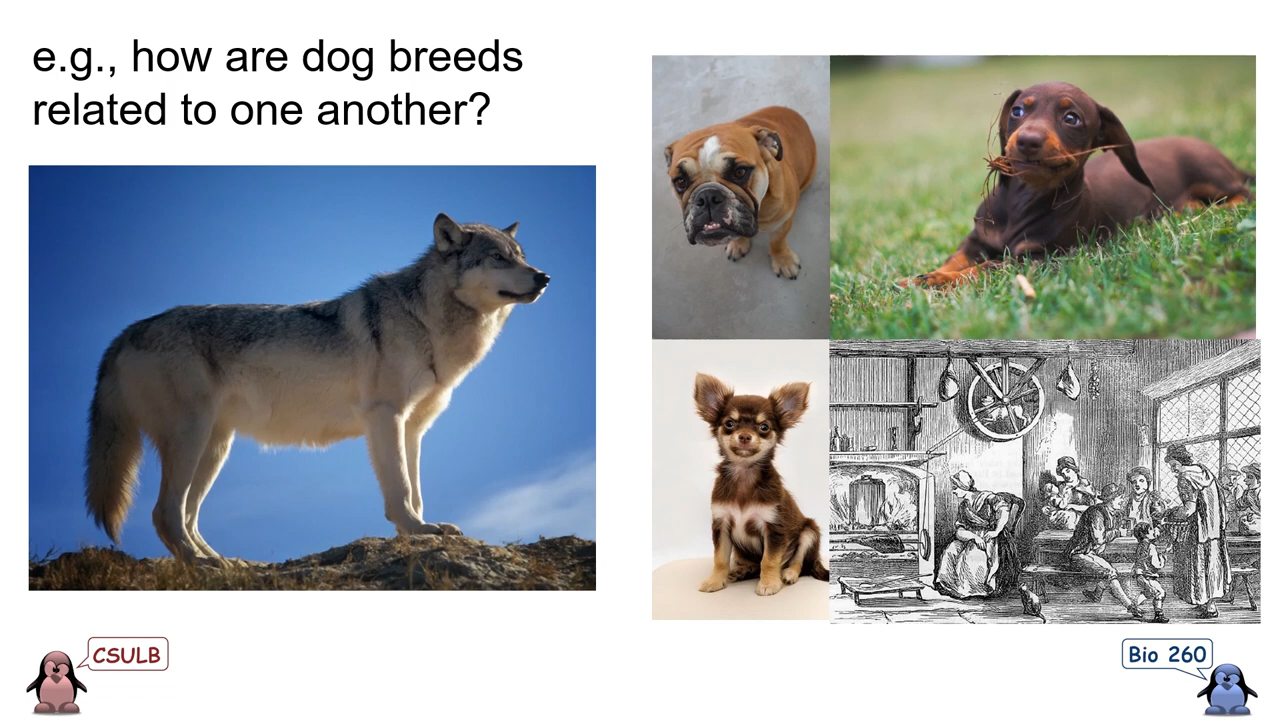 e.g., how are dog breeds
related to one another?
CSULB
Bio 260